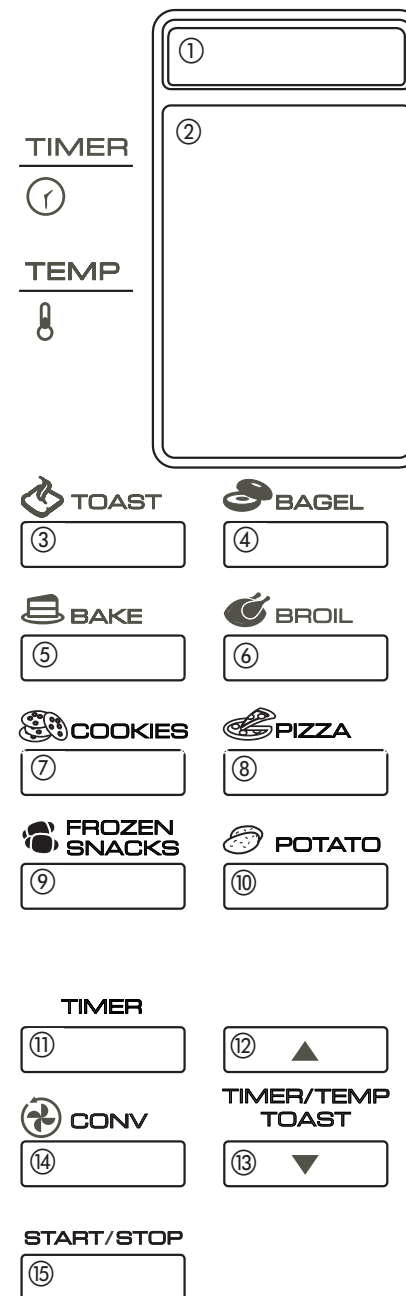 ①
②
TIMER
TEMP
TOAST
BAGEL
③
④
BAKE
BROIL
⑤
⑥
COOKIES
PIZZA
⑦
⑧
FROZEN
SNACKS
POTATO
⑨
⑩
TIMER
⑪
⑫ ▲
TIMER/TEMP
TOAST
CONV
⑭
⑬ ▼
START/STOP
⑮